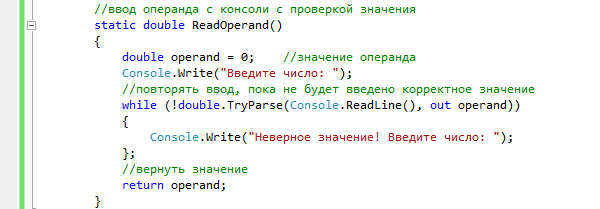 //ввод операнда с консоли с проверкой значения
static double ReadOperand()
{
double operand = 0;    //значение операнда
Console.Write("Введите число: ");
//повторять ввод, пока не будет введено корректное значение
while (!double.TryParse(Console.ReadLine(), out operand))
{
Console.Write("Неверное значение! Введите число: ");
};
//вернуть значение
return operand;
}